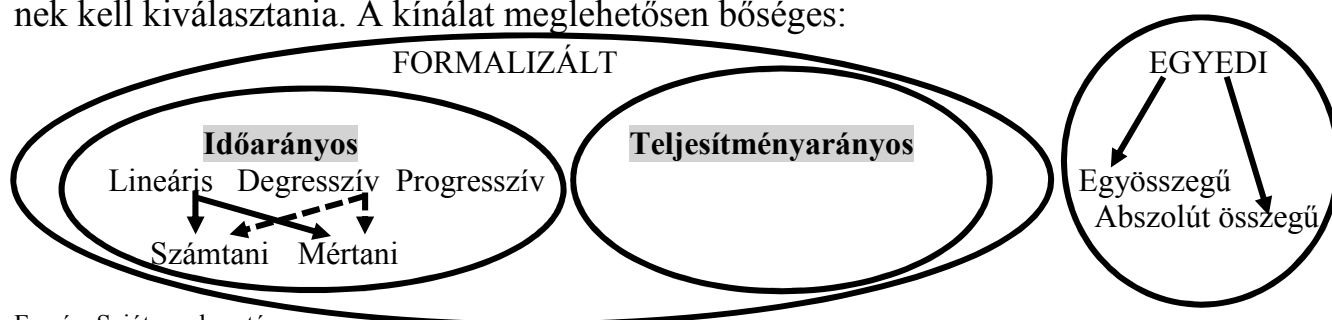 nek kell kiválasztania. A kínálat meglehetősen bőséges:
FORMALIZÁLT
EGYEDI
Időarányos
Teljesítményarányos
Lineáris Degresszív Progresszív
Egyösszegű
Abszolút összegű
Számtani Mértani